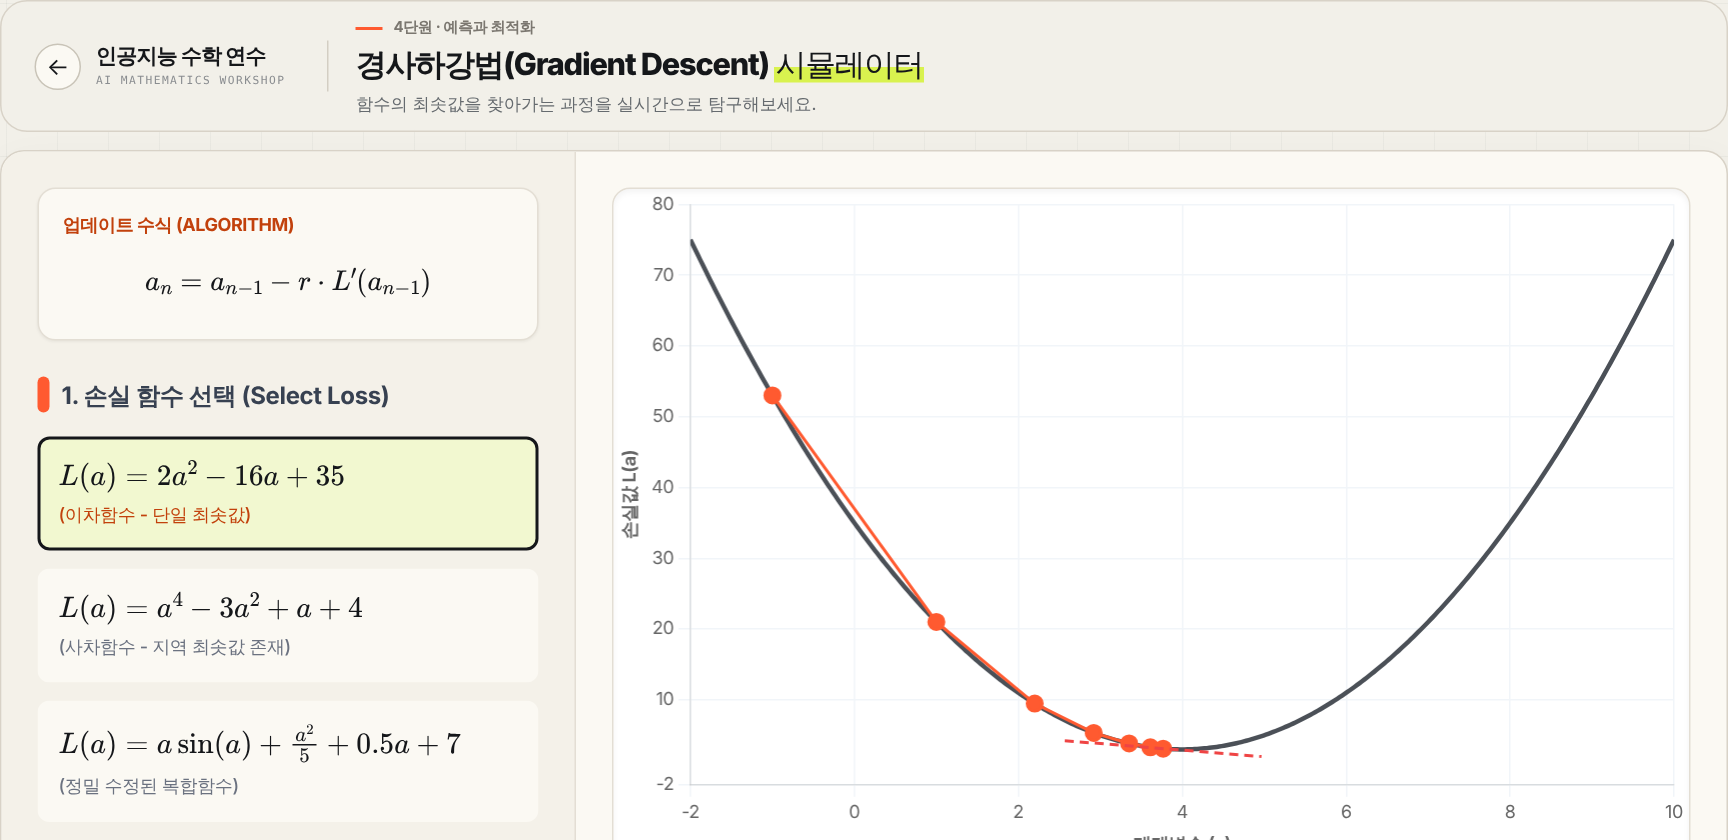 4단원 · 예측과 최적화
인공지능 수학 연수
AI MATHEMATICS WORKSHOP
경사하강법(Gradient Descent) 시뮬레이터
함수의 최솟값을 찾아가는 과정을 실시간으로 탐구해보세요.
업데이트 수식 (ALGORITHM)
aₙ = aₙ₋₁ − r · L′(aₙ₋₁)
1. 손실 함수 선택 (Select Loss)
L(a) = 2a² − 16a + 35
(이차함수 - 단일 최솟값)
L(a) = a⁴ − 3a² + a + 4
(사차함수 - 지역 최솟값 존재)
L(a) = a sin(a) + a²/5 + 0.5a + 7
(정밀 수정된 복합함수)
손실값 L(a)
80
70
60
50
40
30
20
10
-2
-2 0 2 4 6 8 10